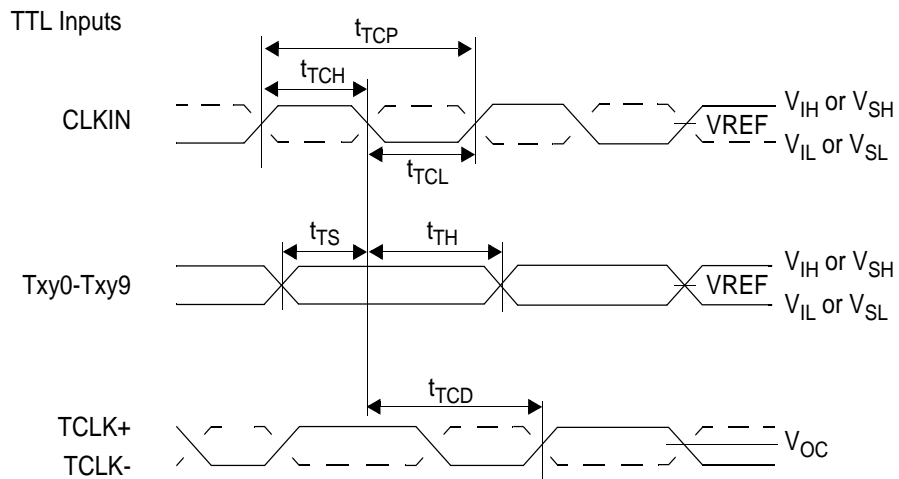 TTL Inputs
tTCP
tTCH
CLKIN
VIH or VSH
VREF
VIL or VSL
tTCL
tTS
tTH
Txy0-Txy9
VIH or VSH
VREF
VIL or VSL
tTCD
TCLK+
VOC
TCLK-